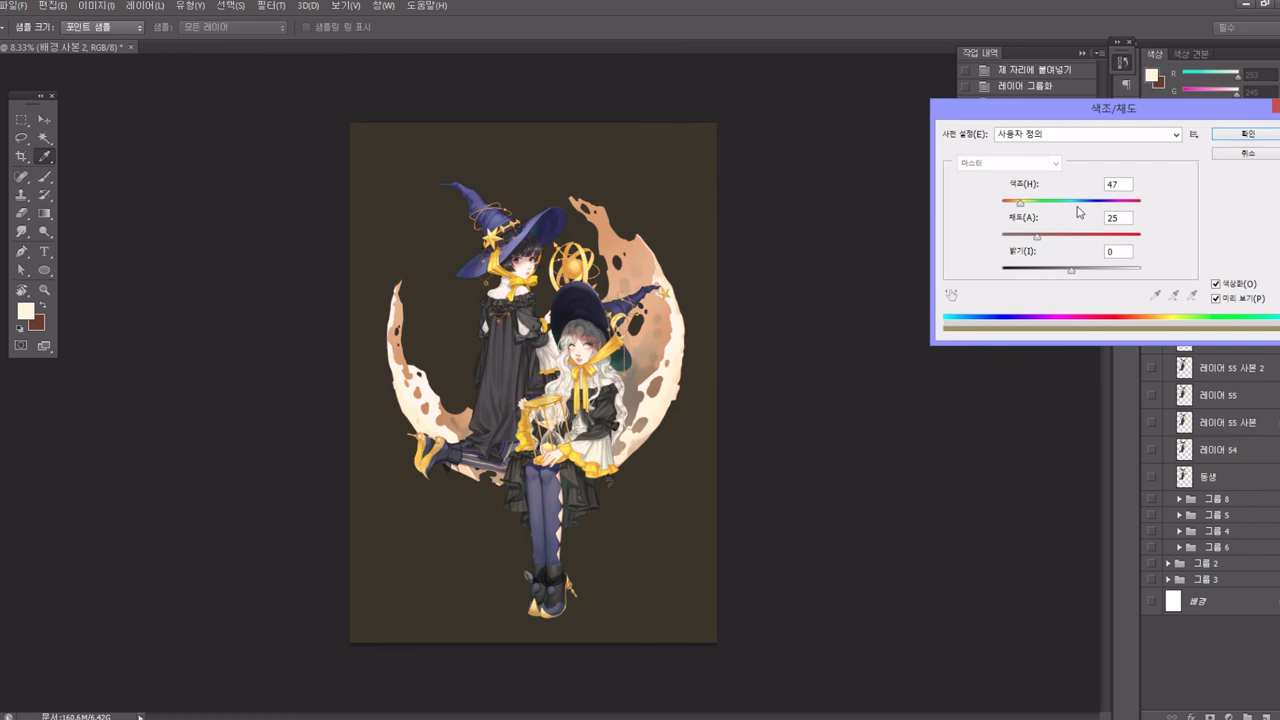 파일(F) 편집(E) 이미지(I) 레이어(L) 유형(Y) 선택(S) 필터(T) 3D(D) 보기(V) 창(W) 도움말(H)
샘플 크기: 포인트 샘플 샘플: 모든 레이어 샘플링 링 표시 필수
@ 8.33% (배경 사본 2, RGB/8) * ×
작업 내역
색상 색상 견본
제 자리에 붙여넣기
R 253
레이어 그룹화
G 245
색조/채도
사전 설정(E): 사용자 정의
확인
취소
마스터
색조(H): 47
채도(A): 25
밝기(I): 0
색상화(O)
미리 보기(P)
레이어 55 사본 2
레이어 55
레이어 55 사본
레이어 54
동생
그룹 8
그룹 5
그룹 4
그룹 6
그룹 2
그룹 3
배경
문서:160.6M/6.42G